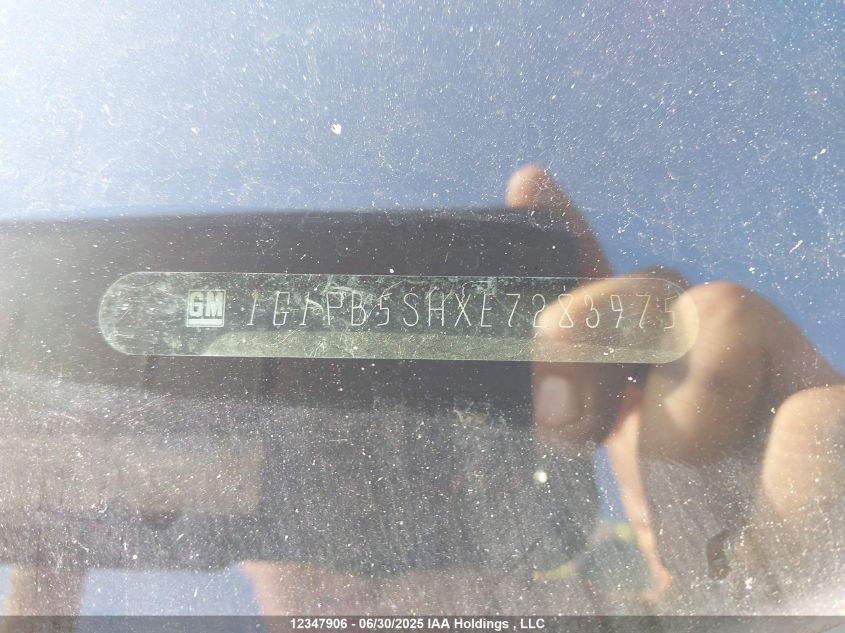 GM 1G1PB5SHXE7283975
12347906 - 06/30/2025 IAA Holdings , LLC